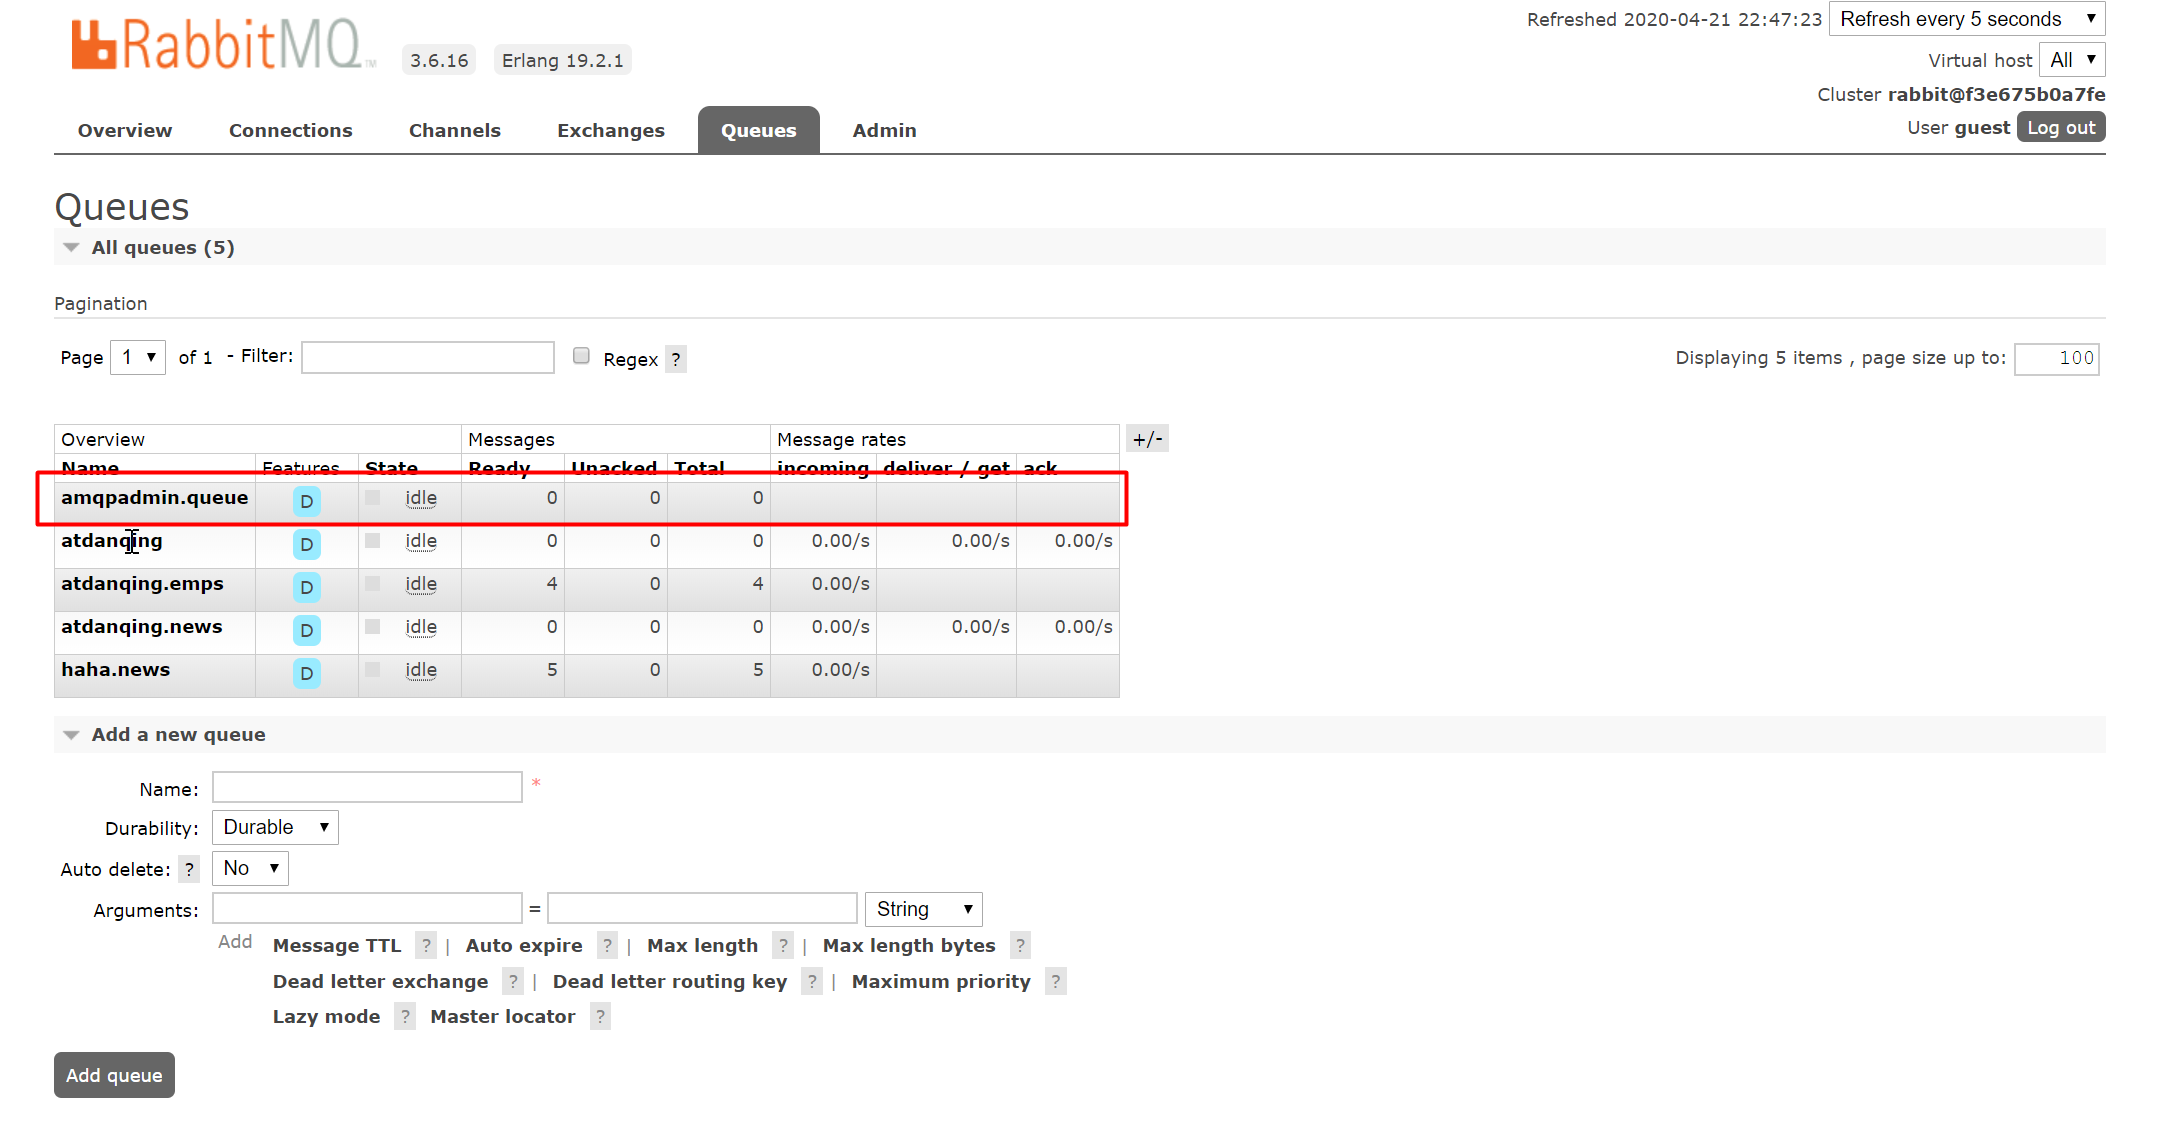 RabbitMQ™ 3.6.16 Erlang 19.2.1
Refreshed 2020-04-21 22:47:23 Refresh every 5 seconds
Virtual host All
Cluster rabbit@f3e675b0a7fe
User guest Log out
Overview Connections Channels Exchanges Queues Admin
Queues
All queues (5)
Pagination
Page 1 of 1 - Filter: Regex ? Displaying 5 items , page size up to: 100
Overview Messages Message rates +/-
Name Features State Ready Unacked Total incoming deliver / get ack
amqpadmin.queue D idle 0 0 0
atdanqing D idle 0 0 0 0.00/s 0.00/s 0.00/s
atdanqing.emps D idle 4 0 4 0.00/s
atdanqing.news D idle 0 0 0 0.00/s 0.00/s 0.00/s
haha.news D idle 5 0 5 0.00/s
Add a new queue
Name: *
Durability: Durable
Auto delete: ? No
Arguments: = String
Add Message TTL ? | Auto expire ? | Max length ? | Max length bytes ?
Dead letter exchange ? | Dead letter routing key ? | Maximum priority ?
Lazy mode ? Master locator ?
Add queue